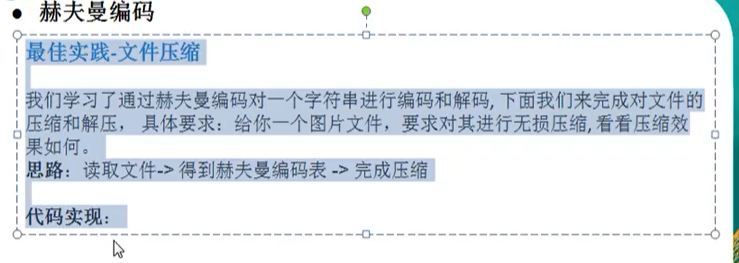 ● 赫夫曼编码
最佳实践-文件压缩
我们学习了通过赫夫曼编码对一个字符串进行编码和解码, 下面我们来完成对文件的
压缩和解压， 具体要求：给你一个图片文件，要求对其进行无损压缩, 看看压缩效
果如何。
思路：读取文件-> 得到赫夫曼编码表 -> 完成压缩
代码实现：